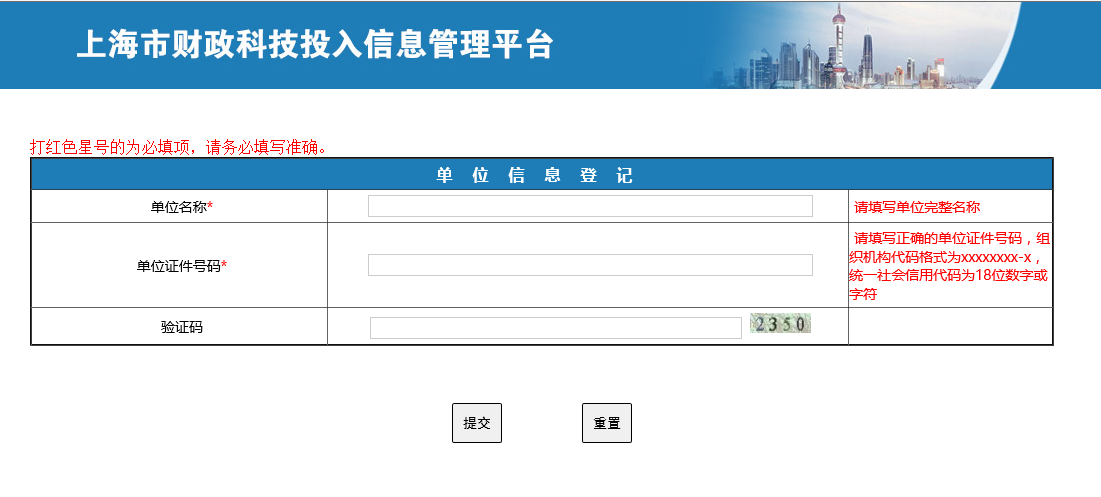 上海市财政科技投入信息管理平台
打红色星号的为必填项，请务必填写准确。
单位信息登记
单位名称*
请填写单位完整名称
单位证件号码*
请填写正确的单位证件号码，组
织机构代码格式为xxxxxxxx-x，
统一社会信用代码为18位数字或
字符
验证码
2350
提交
重置